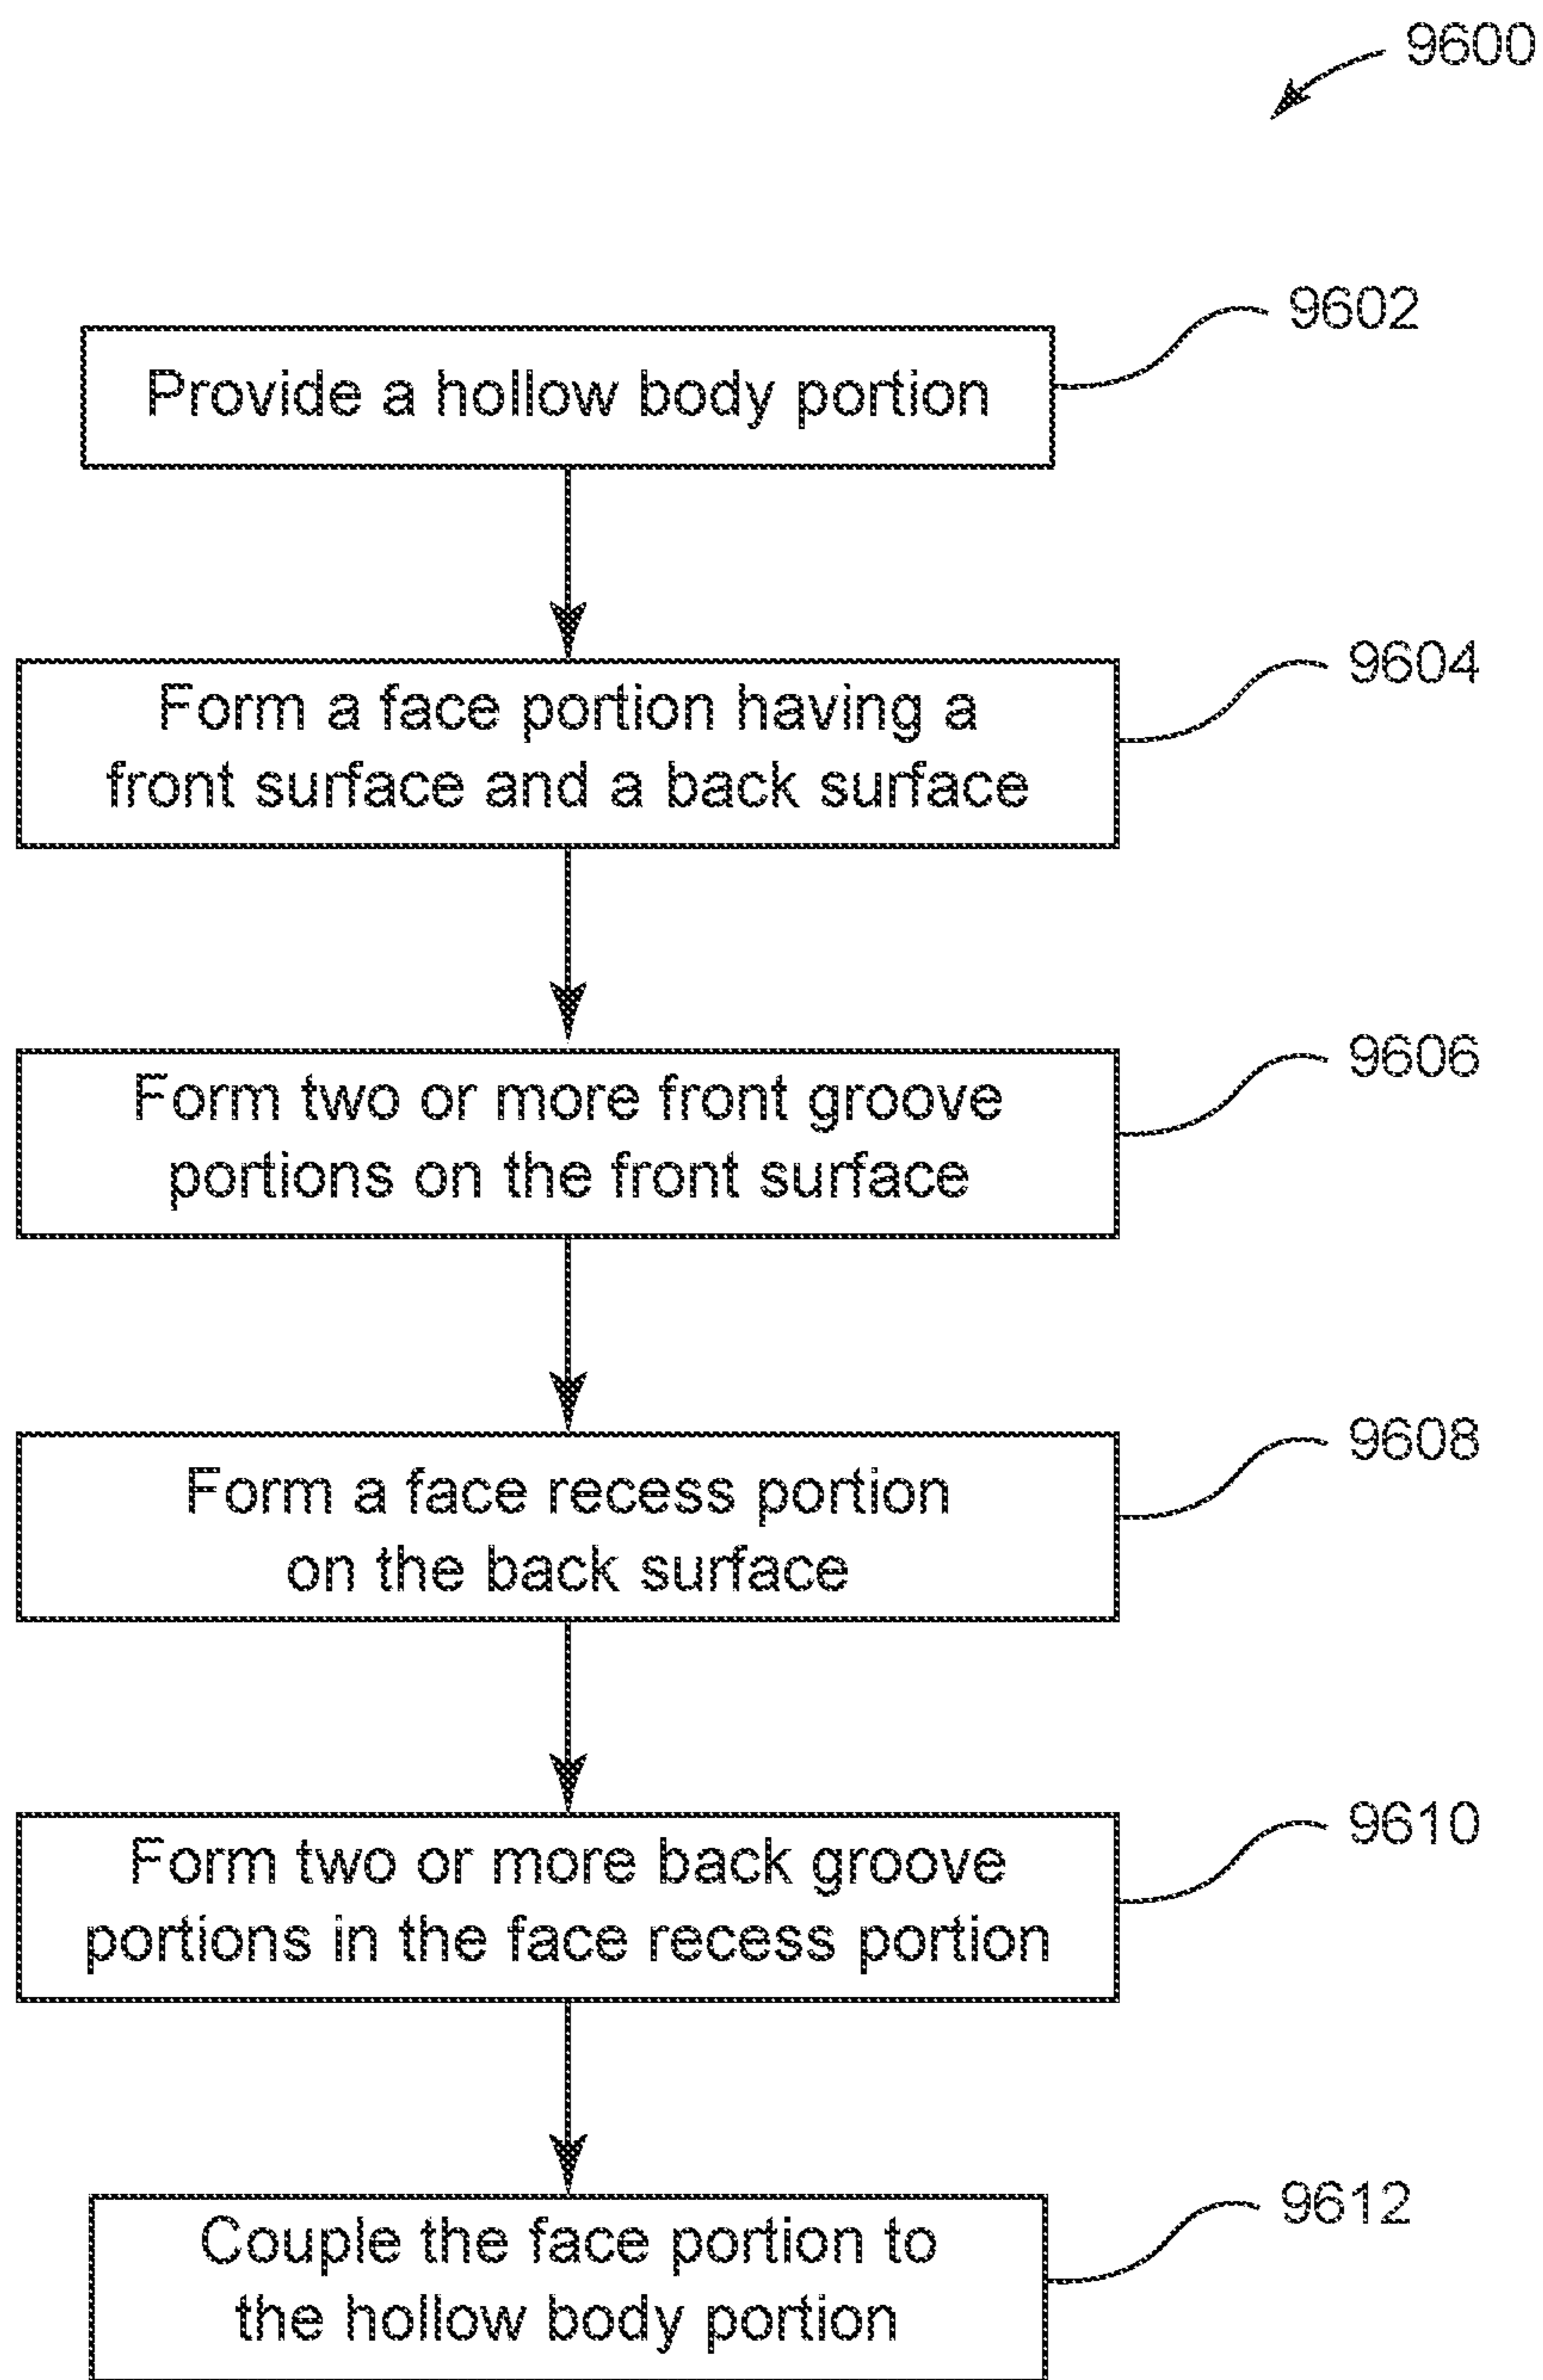 9600
9602
Provide a hollow body portion
9604
Form a face portion having a
front surface and a back surface
9606
Form two or more front groove
portions on the front surface
9608
Form a face recess portion
on the back surface
9610
Form two or more back groove
portions in the face recess portion
9612
Couple the face portion to
the hollow body portion